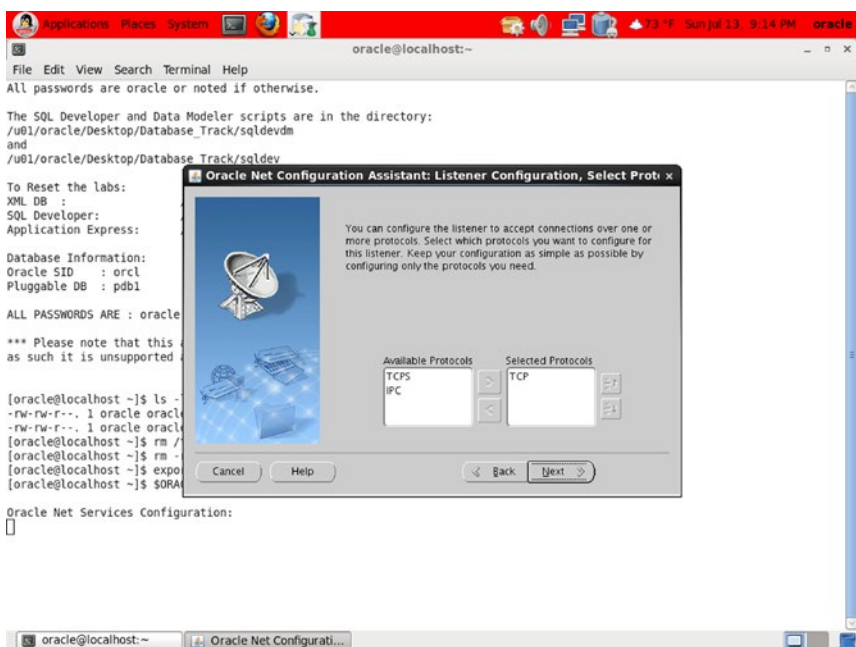 Applications Places System 73 °F Sun Jul 13, 9:14 PM oracle
oracle@localhost:~
File Edit View Search Terminal Help
All passwords are oracle or noted if otherwise.
The SQL Developer and Data Modeler scripts are in the directory:
/u01/oracle/Desktop/Database_Track/sqldevdm
and
/u01/oracle/Desktop/Database_Track/sqldev
To Reset the labs:
XML DB :
SQL Developer:
Application Express:
Database Information:
Oracle SID : orcl
Pluggable DB : pdb1
ALL PASSWORDS ARE : oracle
*** Please note that this
as such it is unsupported
[oracle@localhost ~]$ ls -
-rw-rw-r--. 1 oracle oracle
-rw-rw-r--. 1 oracle oracle
[oracle@localhost ~]$ rm /
[oracle@localhost ~]$ rm -
[oracle@localhost ~]$ expo
[oracle@localhost ~]$ $ORA
Oracle Net Services Configuration:
Oracle Net Configuration Assistant: Listener Configuration, Select Prot
You can configure the listener to accept connections over one or
more protocols. Select which protocols you want to configure for
this listener. Keep your configuration as simple as possible by
configuring only the protocols you need.
Available Protocols Selected Protocols
TCPS TCP
IPC
Cancel Help Back Next
oracle@localhost:~ Oracle Net Configurati...